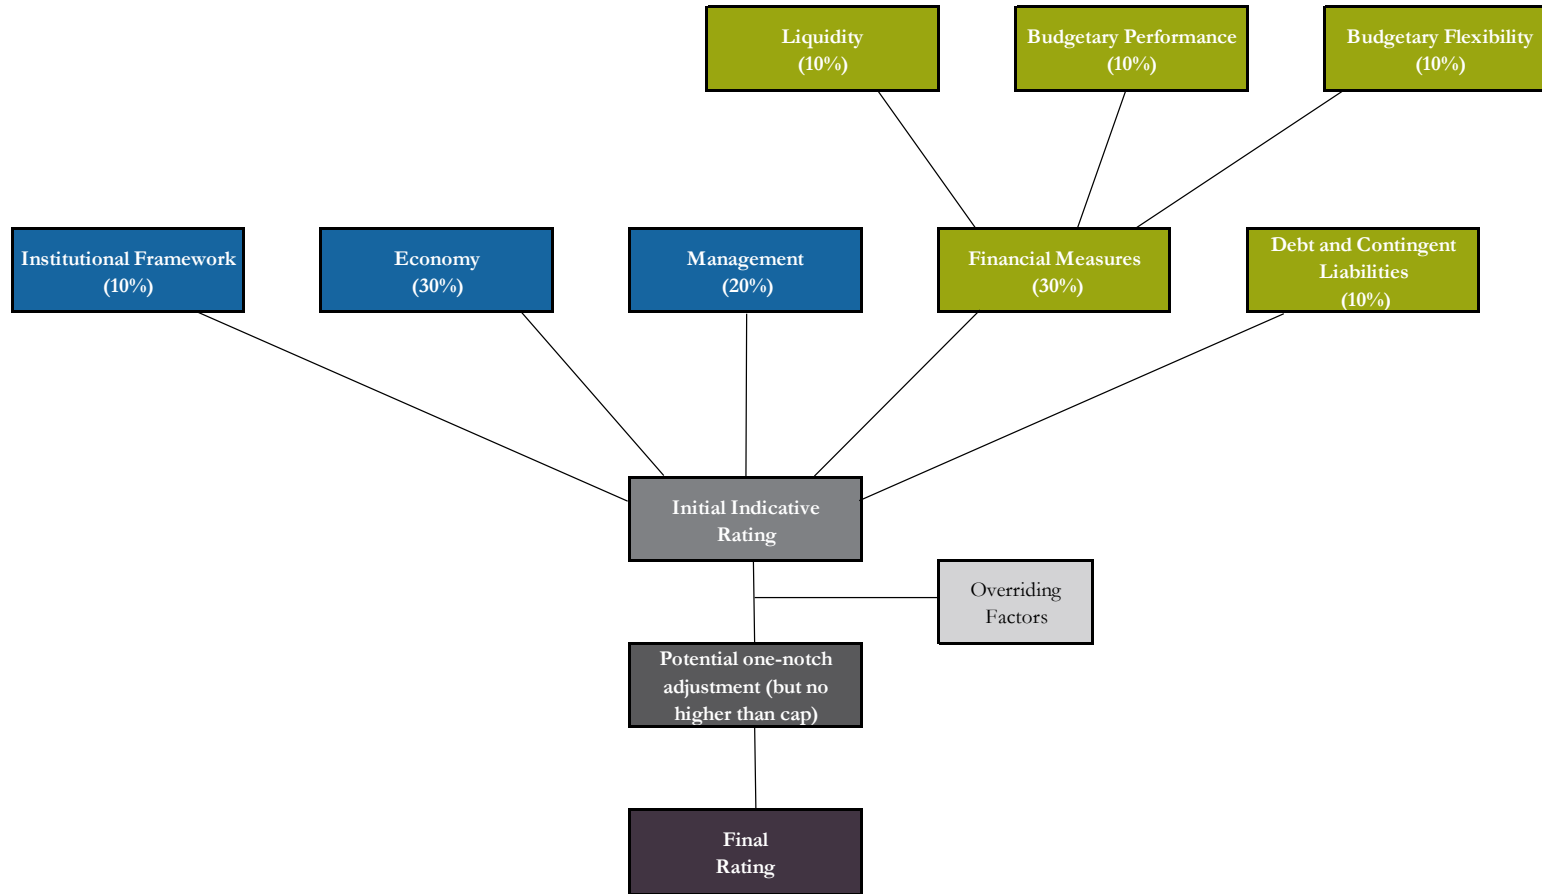 Liquidity
(10%)
Budgetary Performance
(10%)
Budgetary Flexibility
(10%)
Institutional Framework
(10%)
Economy
(30%)
Management
(20%)
Financial Measures
(30%)
Debt and Contingent
Liabilities
(10%)
Initial Indicative
Rating
Overriding
Factors
Potential one-notch
adjustment (but no
higher than cap)
Final
Rating